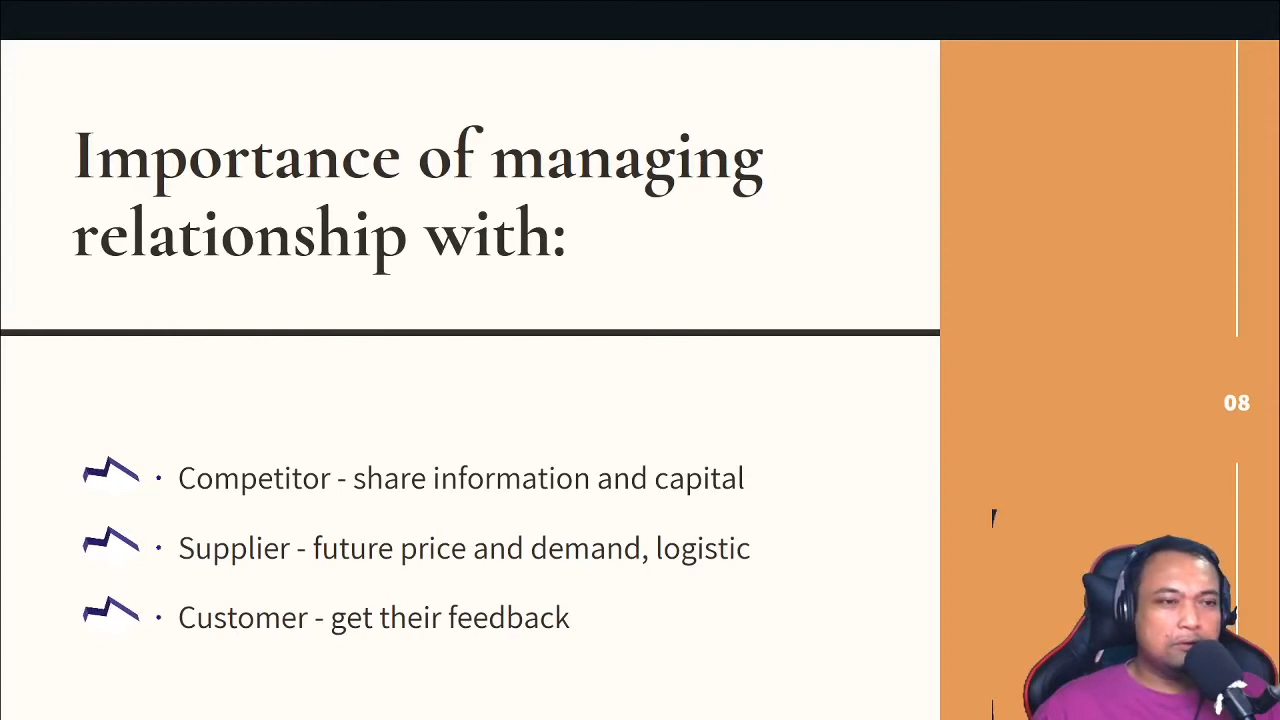 Importance of managing
relationship with:
08
· Competitor - share information and capital
· Supplier - future price and demand, logistic
· Customer - get their feedback